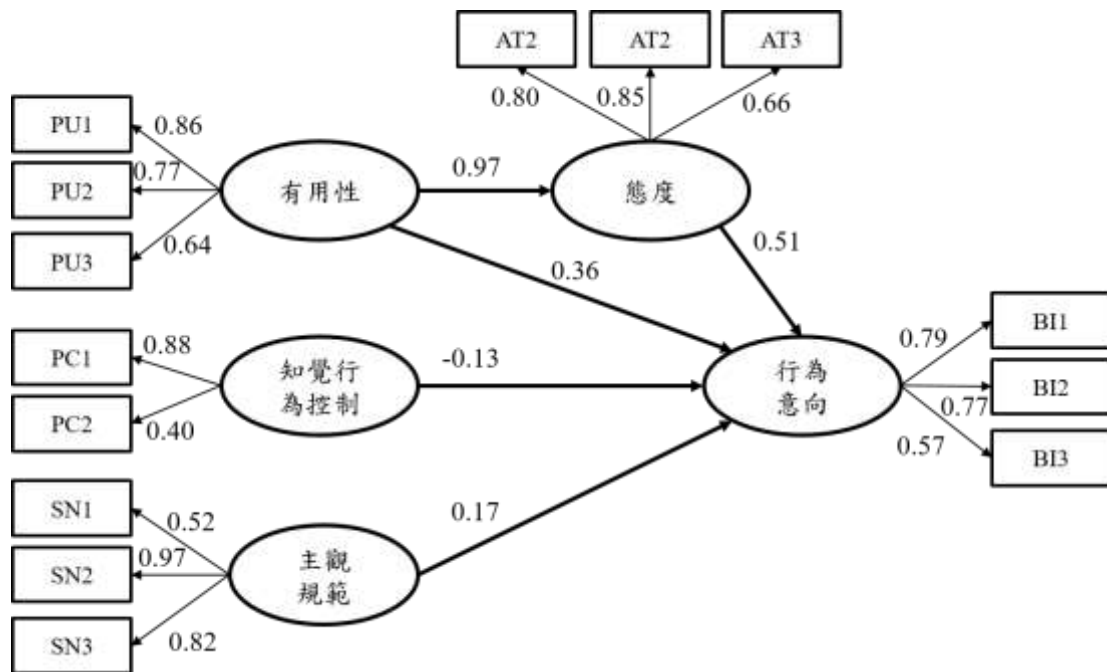 AT2
AT2
AT3
0.80
0.85
0.66
PU1
PU2
PU3
0.86
0.77
0.64
有用性
0.97
態度
0.51
0.36
PC1
PC2
0.88
0.40
知覺行
為控制
-0.13
行為
意向
0.79
0.77
0.57
BI1
BI2
BI3
SN1
SN2
SN3
0.52
0.97
0.82
主觀
規範
0.17